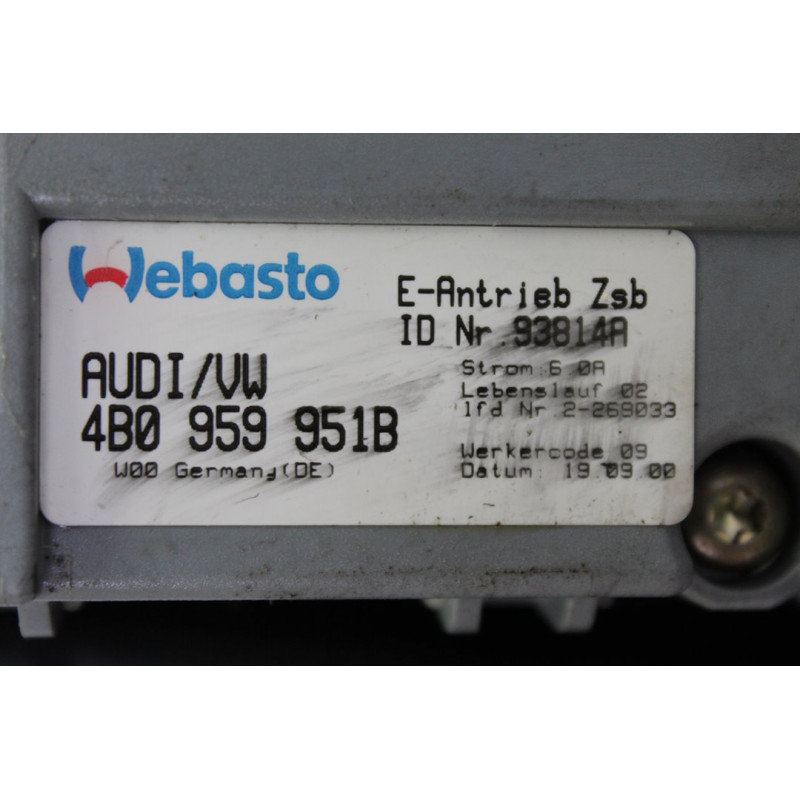 Webasto
E-Antrieb Zsb
ID Nr.93814A
AUDI/VW
4B0 959 951B
W00 Germany(DE)
Strom:6.0A
Lebenslauf 02
lfd Nr 2-269033
Werkercode 09
Datum: 19.09.00